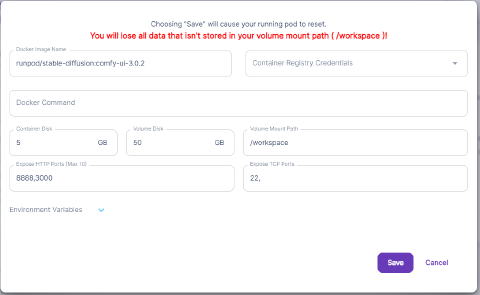 Choosing "Save" will cause your running pod to reset.
You will lose all data that isn't stored in your volume mount path ( /workspace )!
Docker Image Name
runpod/stable-diffusion:comfy-ui-3.0.2
Container Registry Credentials
Docker Command
Container Disk
5 GB
Volume Disk
50 GB
Volume Mount Path
/workspace
Expose HTTP Ports (Max 10)
8888,3000
Expose TCP Ports
22,
Environment Variables
Save Cancel